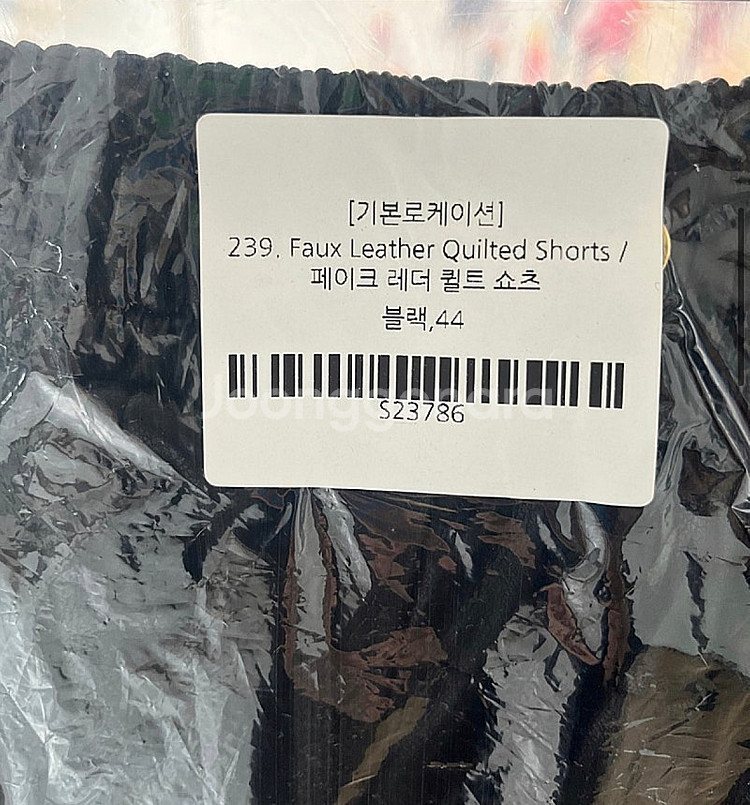 [기본로케이션]
239. Faux Leather Quilted Shorts /
페이크 레더 퀼트 쇼츠
블랙,44
Joonggonara
S23786